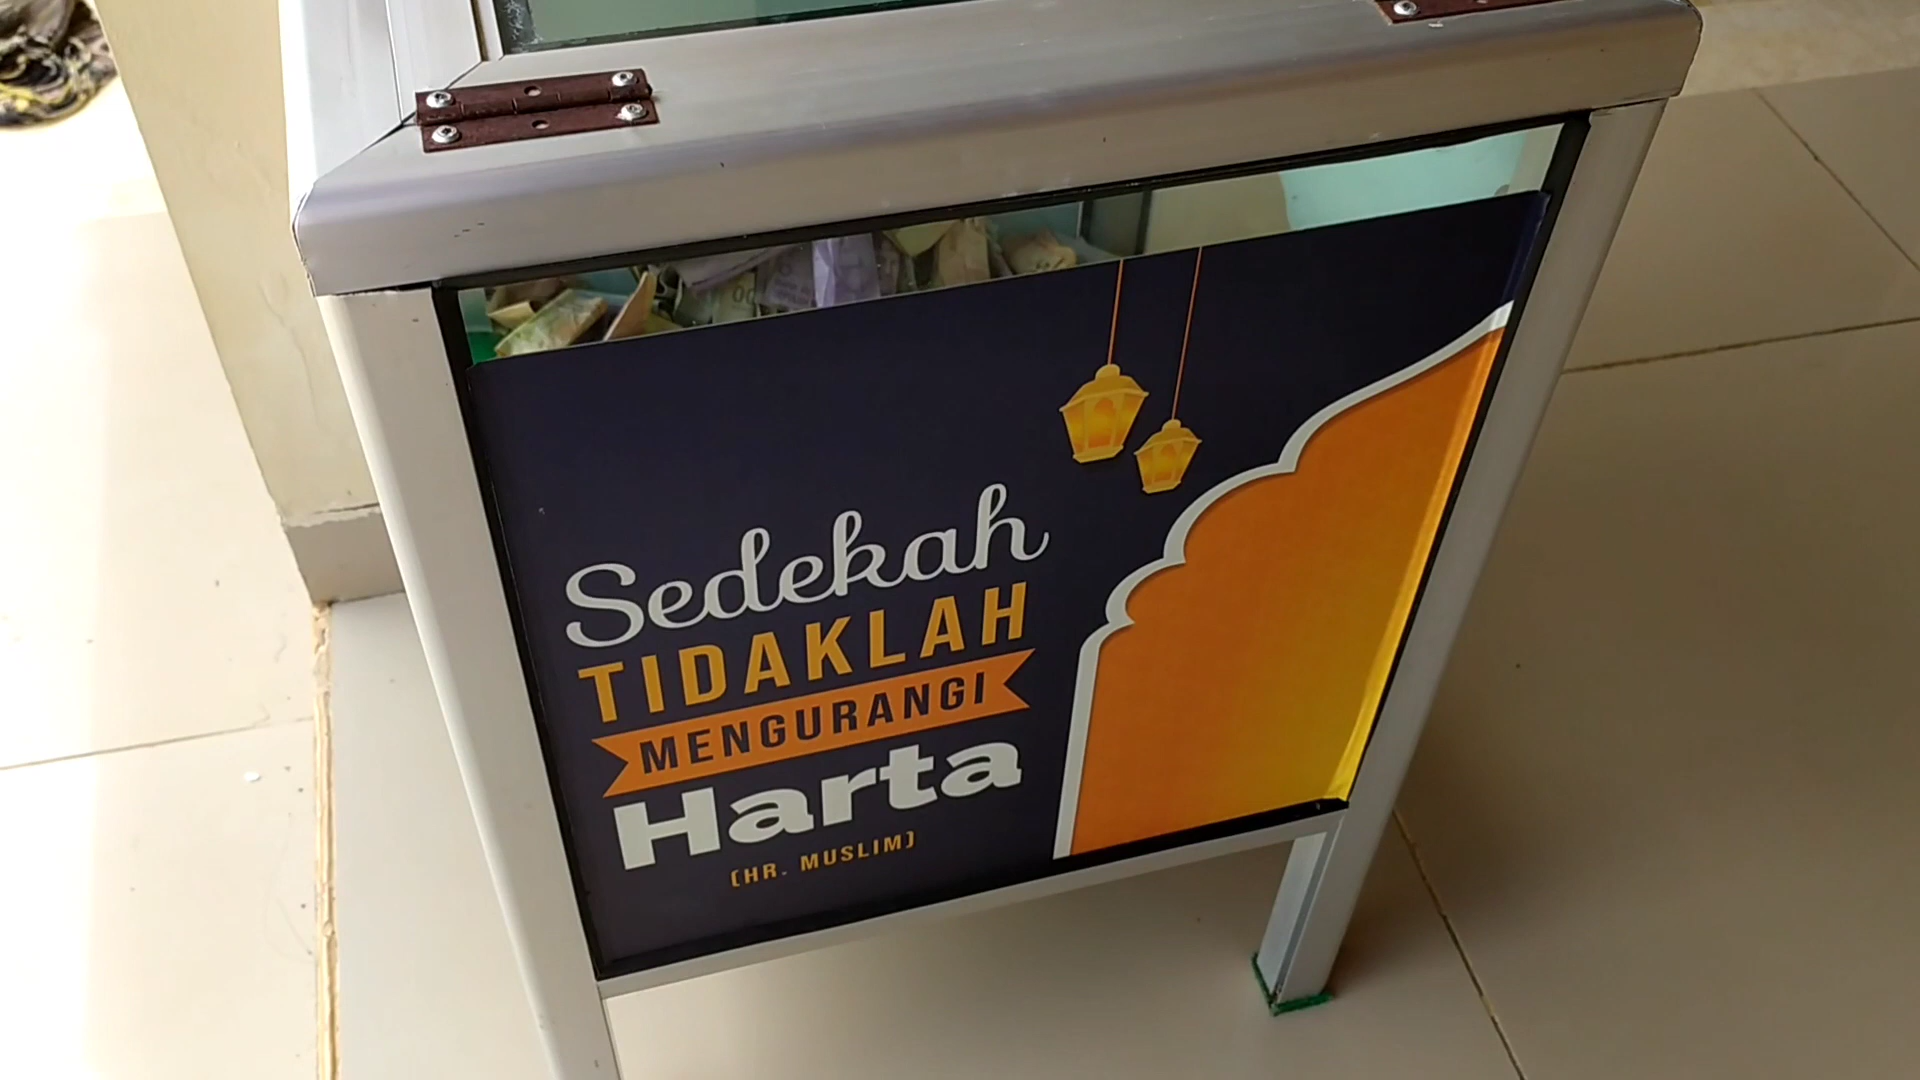 Sedekah
TIDAKLAH
MENGURANGI
Harta
(HR. MUSLIM)